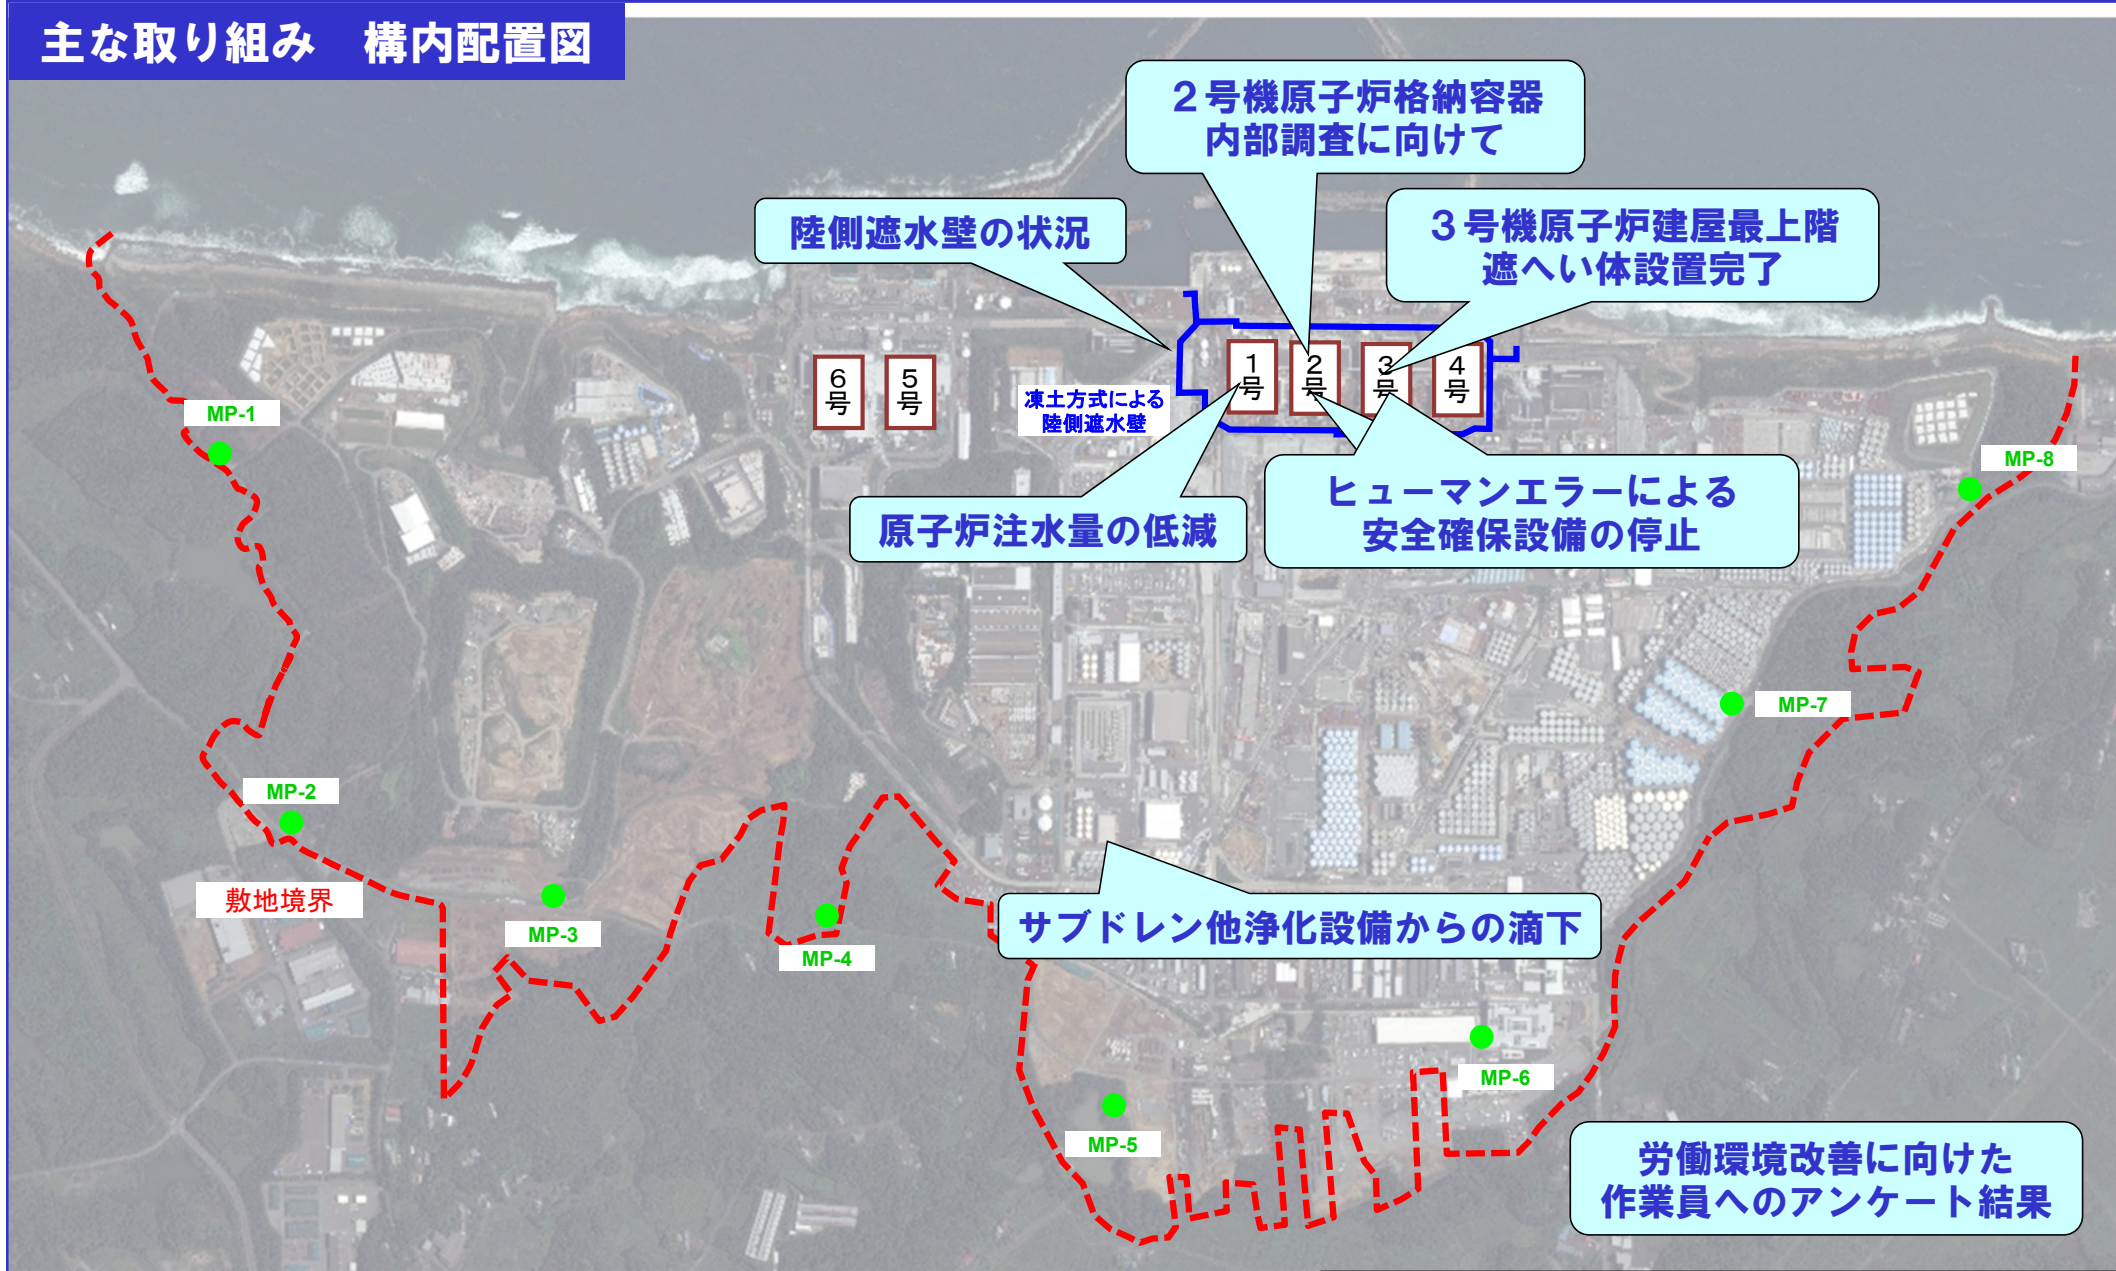 主な取り組み　構内配置図
２号機原子炉格納容器
内部調査に向けて
陸側遮水壁の状況
３号機原子炉建屋最上階
遮へい体設置完了
6
号
5
号
1
号
2
号
3
号
4
号
凍土方式による
陸側遮水壁
MP-1
MP-8
原子炉注水量の低減
ヒューマンエラーによる
安全確保設備の停止
MP-7
MP-2
敷地境界
MP-3
MP-4
サブドレン他浄化設備からの滴下
MP-6
MP-5
労働環境改善に向けた
作業員へのアンケート結果